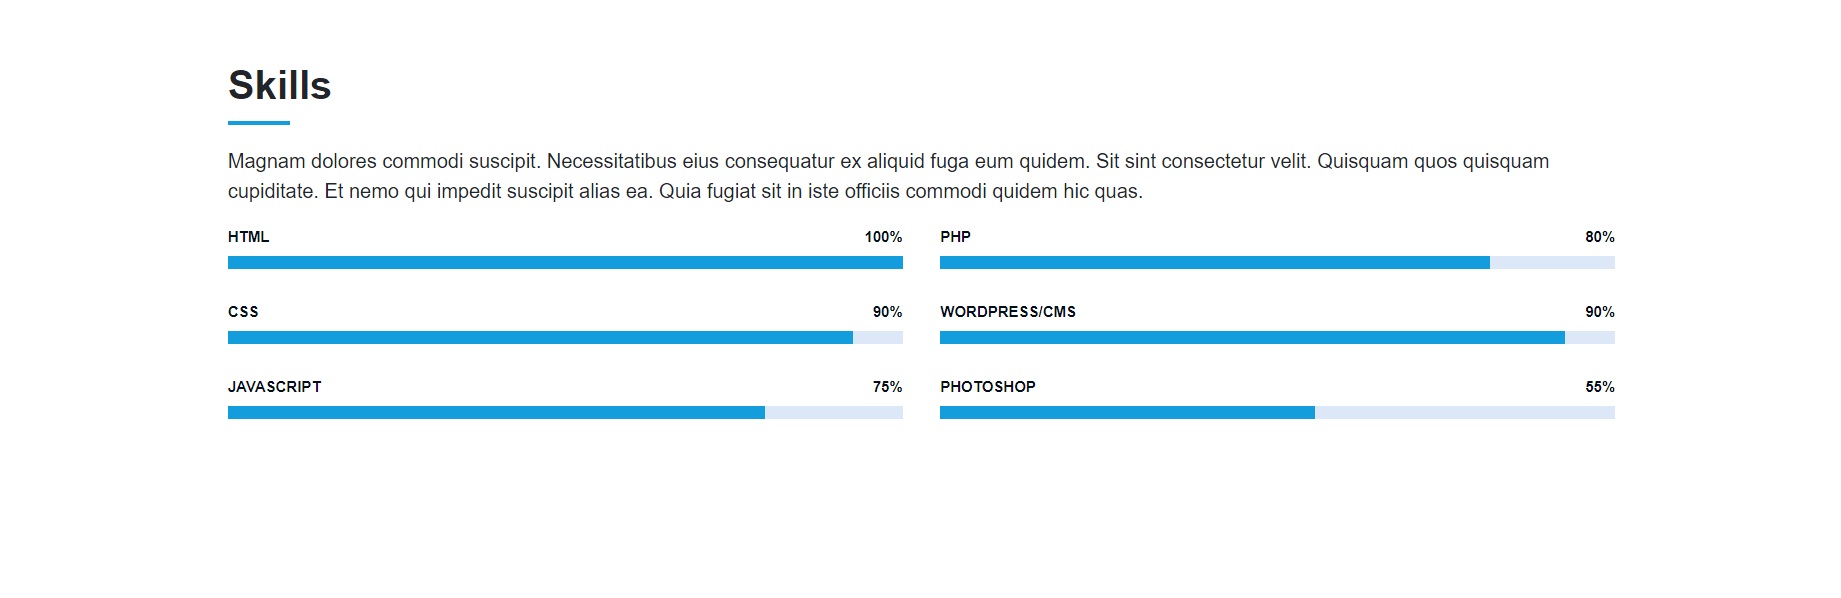 Skills
Magnam dolores commodi suscipit. Necessitatibus eius consequatur ex aliquid fuga eum quidem. Sit sint consectetur velit. Quisquam quos quisquam
cupiditate. Et nemo qui impedit suscipit alias ea. Quia fugiat sit in iste officiis commodi quidem hic quas.
HTML 100% PHP 80%
CSS 90% WORDPRESS/CMS 90%
JAVASCRIPT 75% PHOTOSHOP 55%